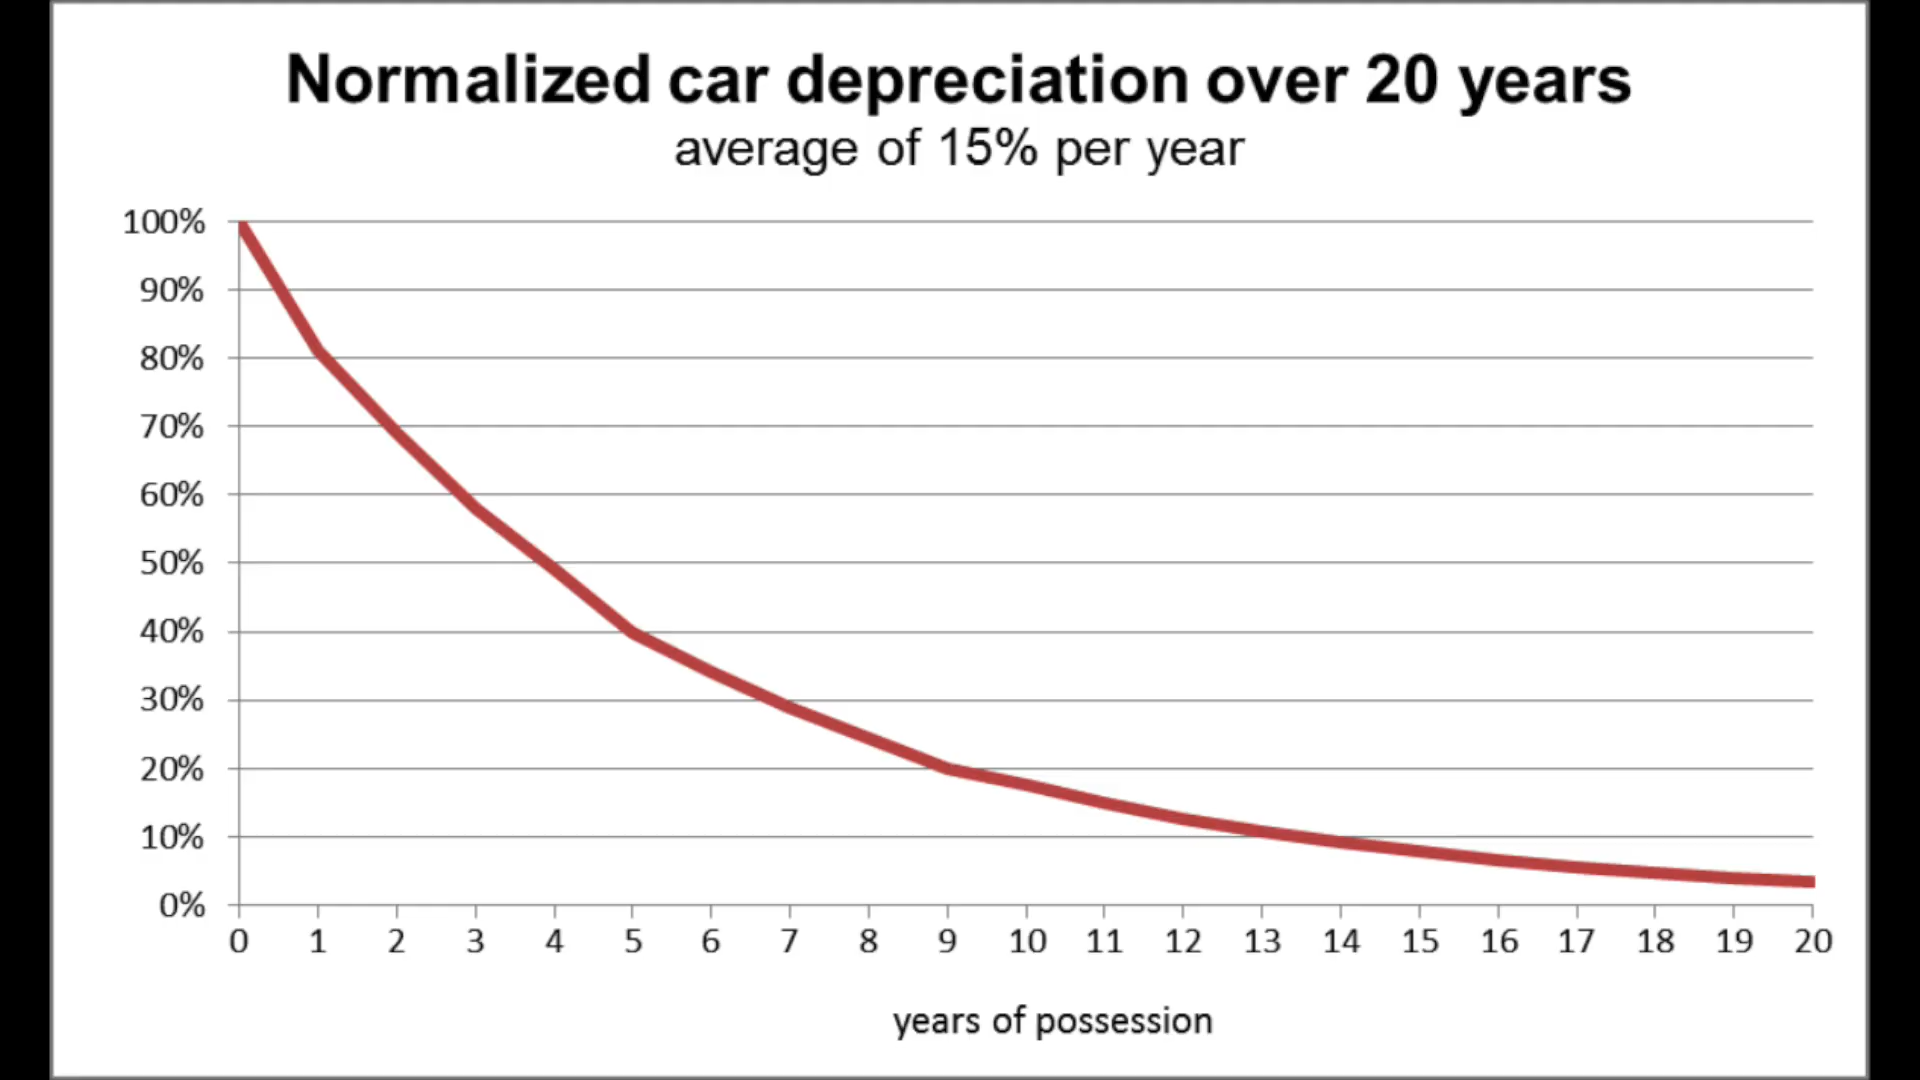 Normalized car depreciation over 20 years
average of 15% per year
100%
90%
80%
70%
60%
50%
40%
30%
20%
10%
0%
0 1 2 3 4 5 6 7 8 9 10 11 12 13 14 15 16 17 18 19 20
years of possession